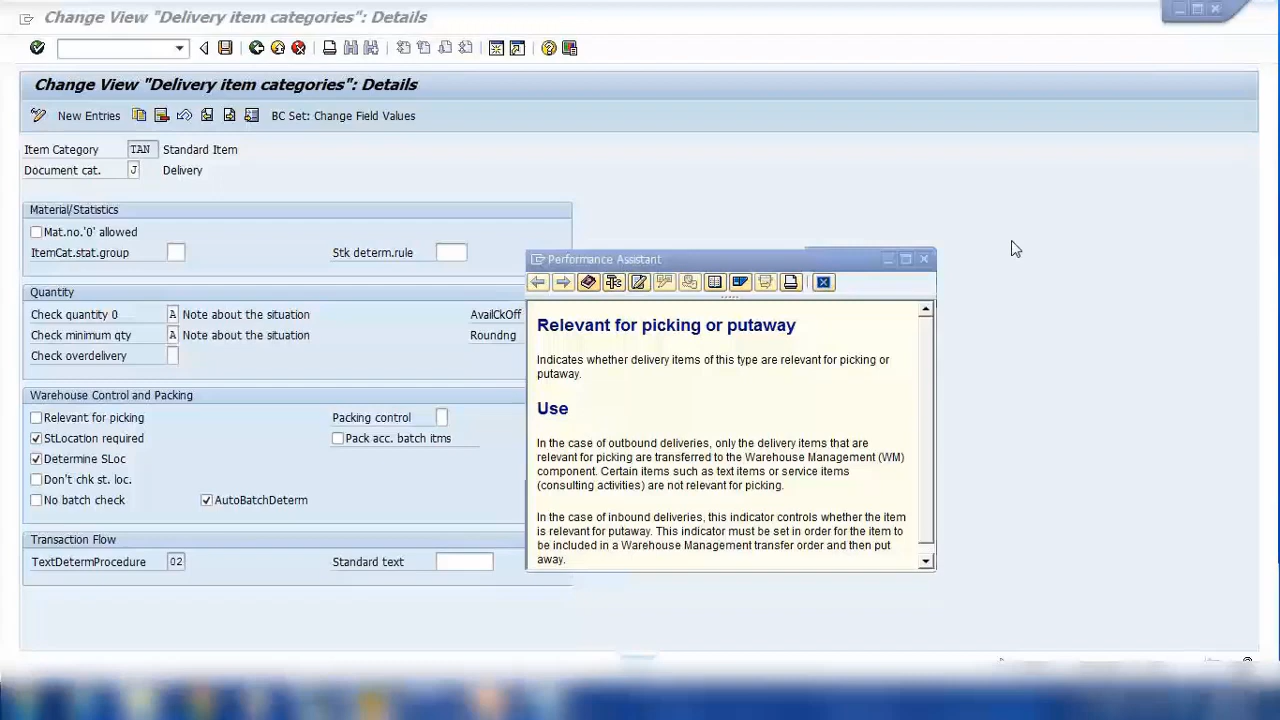 Change View "Delivery item categories": Details
Change View "Delivery item categories": Details
New Entries BC Set: Change Field Values
Item Category TAN Standard Item
Document cat. J Delivery
Material/Statistics
Mat.no.'0' allowed
ItemCat.stat.group Stk determ.rule
Quantity
Check quantity 0 A Note about the situation AvailCkOff
Check minimum qty A Note about the situation Roundng
Check overdelivery
Warehouse Control and Packing
Relevant for picking Packing control
StLocation required Pack acc. batch itms
Determine SLoc
Don't chk st. loc.
No batch check AutoBatchDeterm
Transaction Flow
TextDetermProcedure 02 Standard text
Performance Assistant
Relevant for picking or putaway
Indicates whether delivery items of this type are relevant for picking or
putaway.
Use
In the case of outbound deliveries, only the delivery items that are
relevant for picking are transferred to the Warehouse Management (WM)
component. Certain items such as text items or service items
(consulting activities) are not relevant for picking.
In the case of inbound deliveries, this indicator controls whether the item
is relevant for putaway. This indicator must be set in order for the item to
be included in a Warehouse Management transfer order and then put
away.